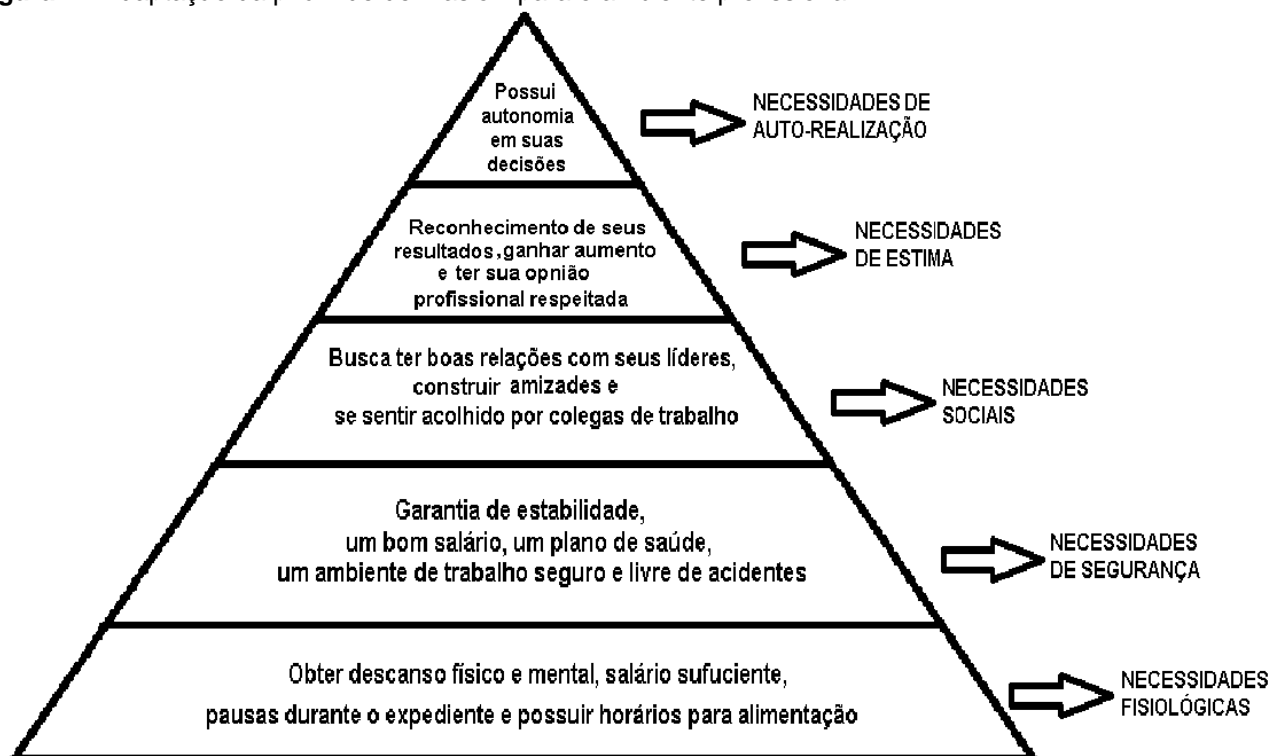 Possui
autonomia
em suas
decisões
NECESSIDADES DE
AUTO-REALIZAÇÃO
Reconhecimento de seus
resultados, ganhar aumento
e ter sua opnião
profissional respeitada
NECESSIDADES
DE ESTIMA
Busca ter boas relações com seus líderes,
construir amizades e
se sentir acolhido por colegas de trabalho
NECESSIDADES
SOCIAIS
Garantia de estabilidade,
um bom salário, um plano de saúde,
um ambiente de trabalho seguro e livre de acidentes
NECESSIDADES
DE SEGURANÇA
Obter descanso físico e mental, salário sufuciente,
pausas durante o expediente e possuir horários para alimentação
NECESSIDADES
FISIOLÓGICAS